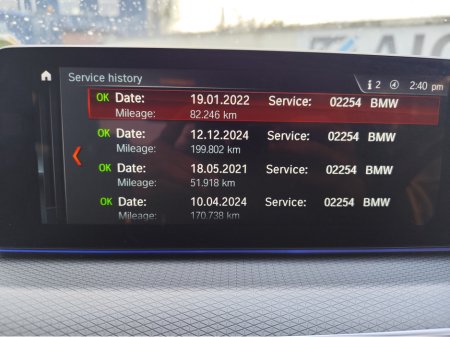 Service history
2 2:40 pm
OK Date: 19.01.2022 Service: 02254 BMW
Mileage: 82.246 km
OK Date: 12.12.2024 Service: 02254 BMW
Mileage: 199.802 km
OK Date: 18.05.2021 Service: 02254 BMW
Mileage: 51.918 km
OK Date: 10.04.2024 Service: 02254 BMW
Mileage: 170.738 km